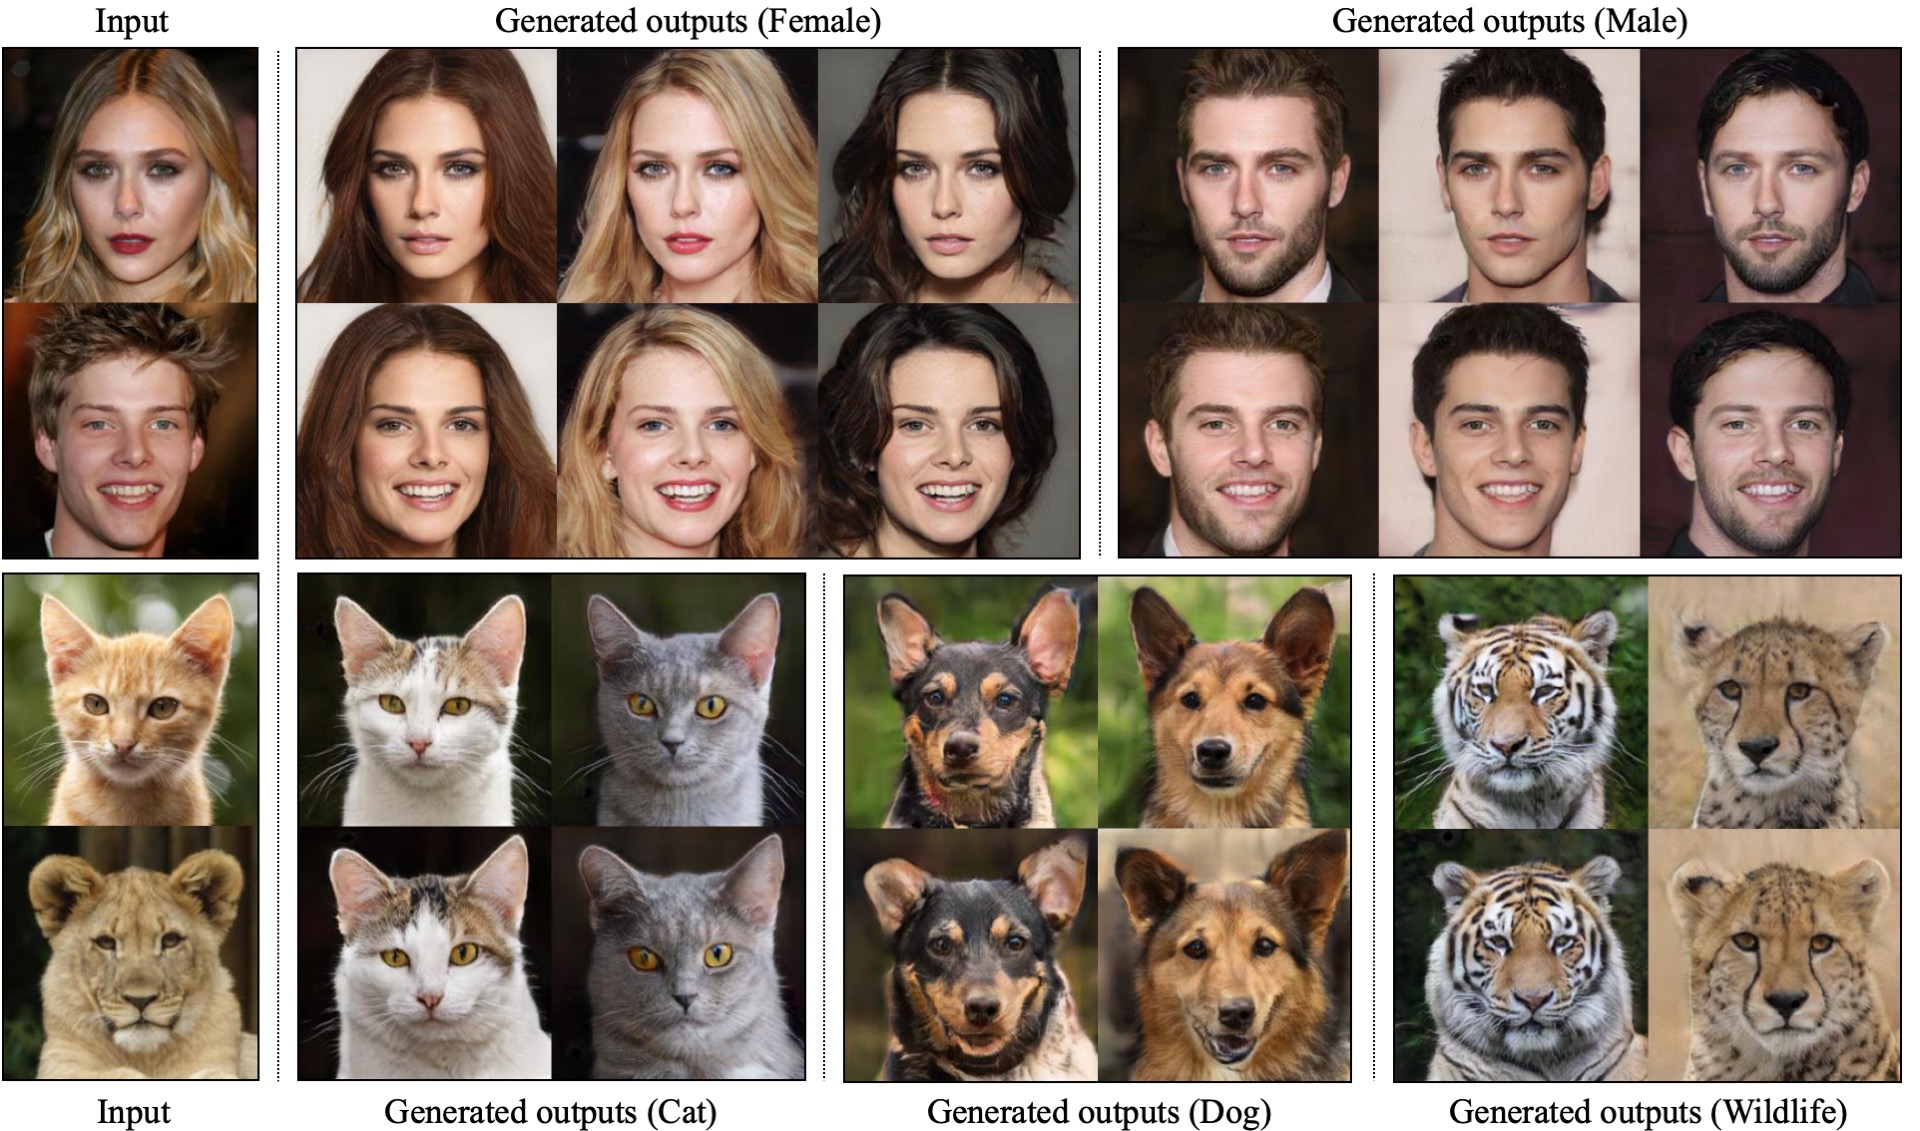 Input
Generated outputs (Female)
Generated outputs (Male)
Input
Generated outputs (Cat)
Generated outputs (Dog)
Generated outputs (Wildlife)